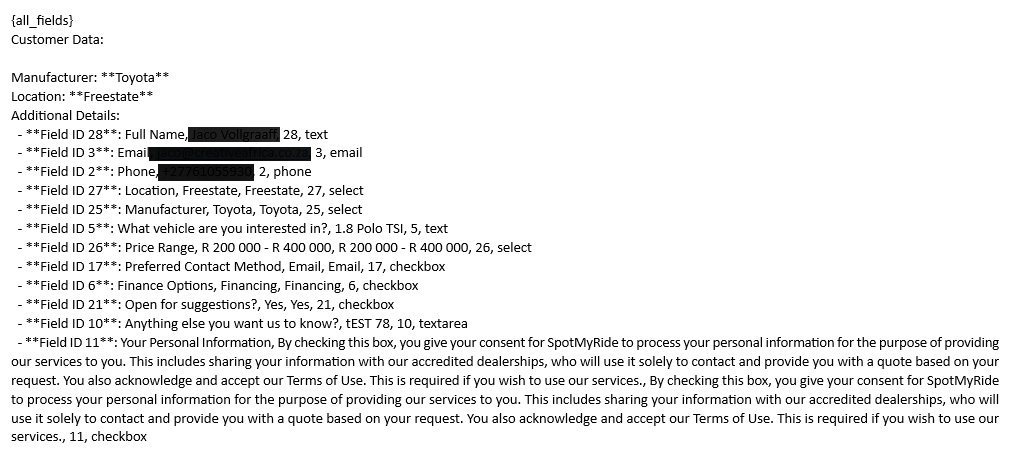 {all_fields}
Customer Data:
Manufacturer: **Toyota**
Location: **Freestate**
Additional Details:
- **Field ID 28**: Full Name, 28, text
- **Field ID 3**: Email 3, email
- **Field ID 2**: Phone, 2, phone
- **Field ID 27**: Location, Freestate, Freestate, 27, select
- **Field ID 25**: Manufacturer, Toyota, Toyota, 25, select
- **Field ID 5**: What vehicle are you interested in?, 1.8 Polo TSI, 5, text
- **Field ID 26**: Price Range, R 200 000 - R 400 000, R 200 000 - R 400 000, 26, select
- **Field ID 17**: Preferred Contact Method, Email, Email, 17, checkbox
- **Field ID 6**: Finance Options, Financing, Financing, 6, checkbox
- **Field ID 21**: Open for suggestions?, Yes, Yes, 21, checkbox
- **Field ID 10**: Anything else you want us to know?, tEST 78, 10, textarea
- **Field ID 11**: Your Personal Information, By checking this box, you give your consent for SpotMyRide to process your personal information for the purpose of providing
our services to you. This includes sharing your information with our accredited dealerships, who will use it solely to contact and provide you with a quote based on your
request. You also acknowledge and accept our Terms of Use. This is required if you wish to use our services., By checking this box, you give your consent for SpotMyRide
to process your personal information for the purpose of providing our services to you. This includes sharing your information with our accredited dealerships, who will
use it solely to contact and provide you with a quote based on your request. You also acknowledge and accept our Terms of Use. This is required if you wish to use our
services., 11, checkbox